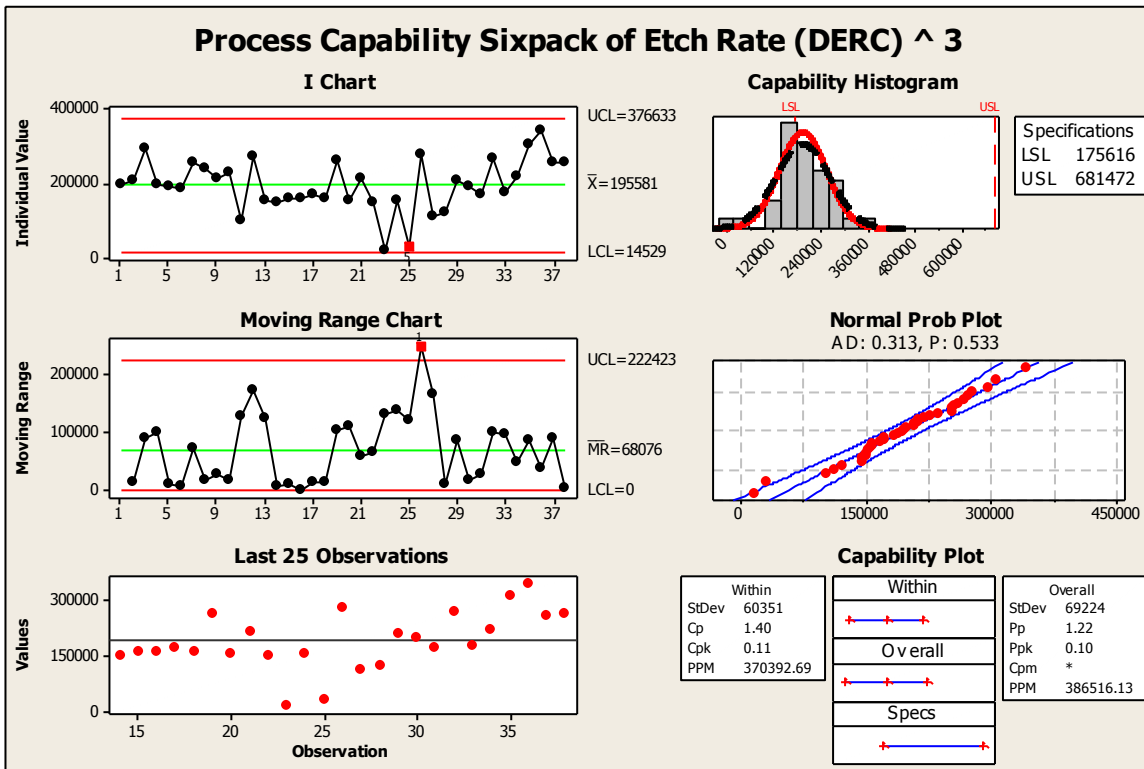 Process Capability Sixpack of Etch Rate (DERC) ^ 3
I Chart
Individual Value
400000
200000
0
1 5 9 13 17 21 25 29 33 37
5
UCL=376633
X=195581
LCL=14529
Moving Range Chart
Moving Range
200000
100000
0
1 5 9 13 17 21 25 29 33 37
1
UCL=222423
MR=68076
LCL=0
Last 25 Observations
Values
300000
150000
0
15 20 25 30 35
Observation
Capability Histogram
LSL USL
0 120000 240000 360000 480000 600000
Specifications
LSL 175616
USL 681472
Normal Prob Plot
AD: 0.313, P: 0.533
0 150000 300000 450000
Capability Plot
Within
StDev 60351
Cp 1.40
Cpk 0.11
PPM 370392.69
Within
Overall
Specs
Overall
StDev 69224
Pp 1.22
Ppk 0.10
Cpm *
PPM 386516.13